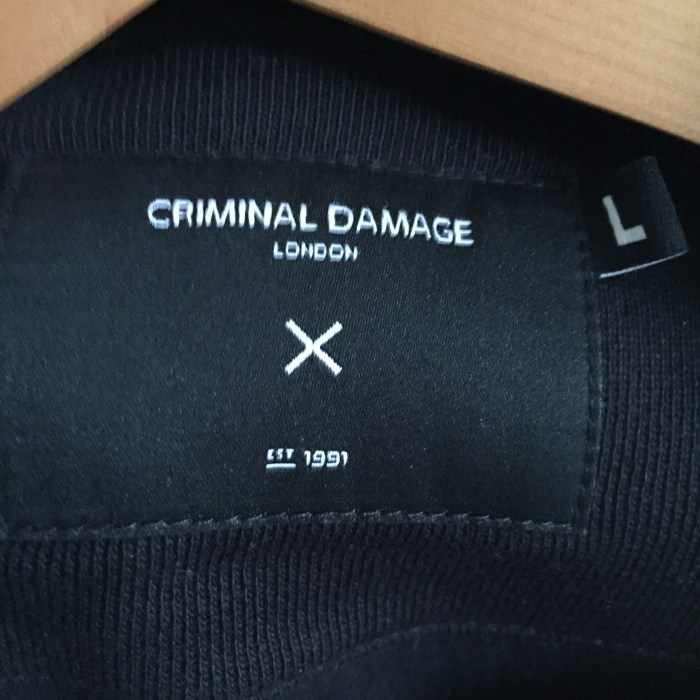 CRIMINAL DAMAGE
LONDON
X
EST 1991
L